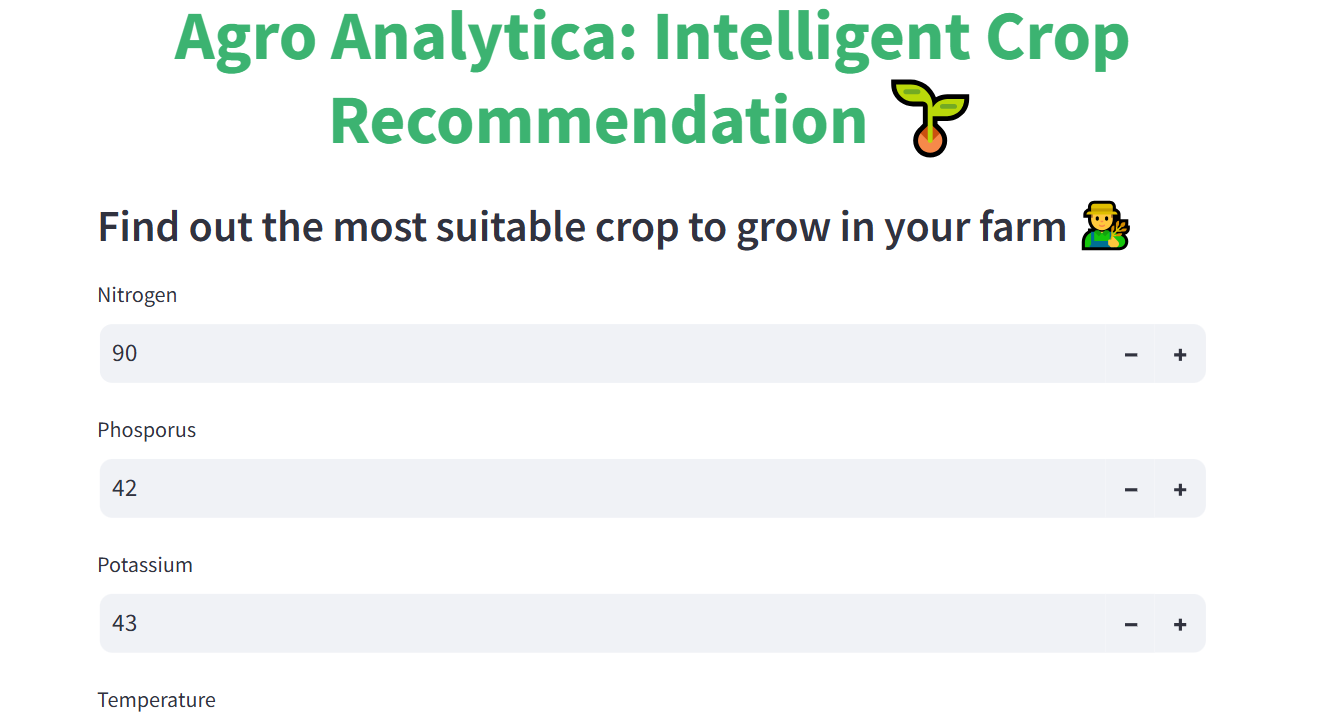 Agro Analytica: Intelligent Crop
Recommendation
Find out the most suitable crop to grow in your farm
Nitrogen
90
Phosporus
42
Potassium
43
Temperature